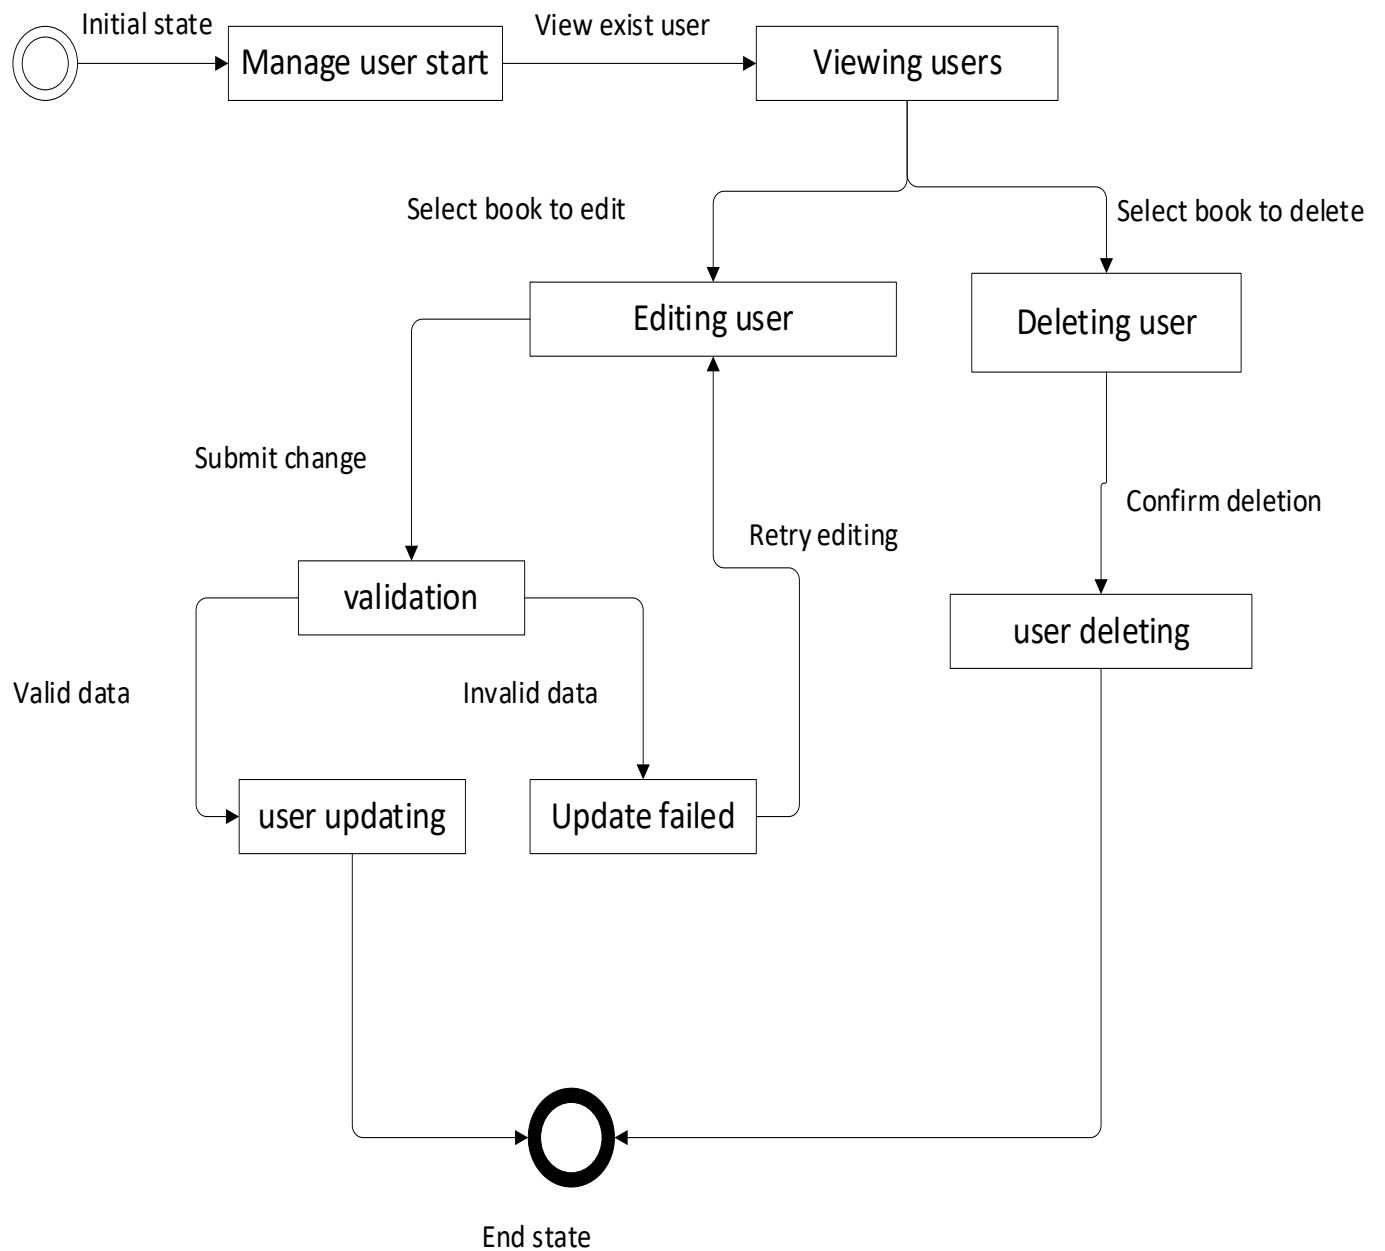 Initial state
View exist user
Manage user start
Viewing users
Select book to edit
Select book to delete
Editing user
Deleting user
Submit change
Confirm deletion
Retry editing
validation
user deleting
Valid data
Invalid data
user updating
Update failed
End state